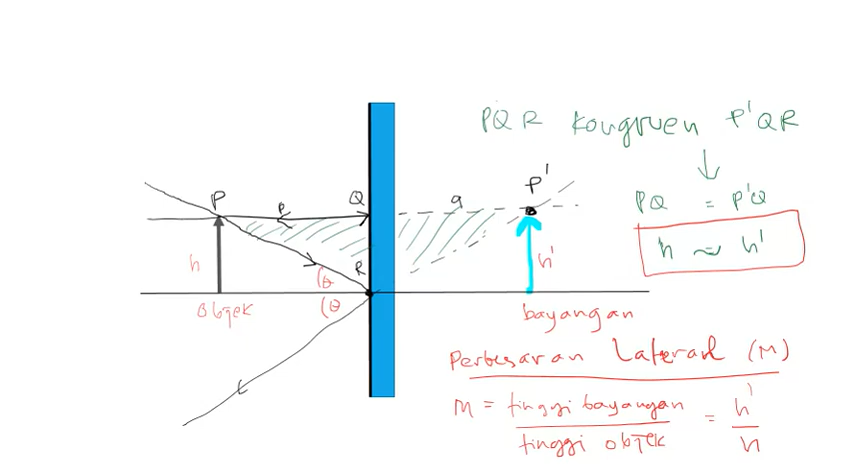 PQR kongruen P'QR
P'
P
P
Q
q
PQ = P'Q
h ~ h'
R
h
θ
h'
Objek
θ
bayangan
Perbesaran Lateral (M)
M = tinggi bayangan / tinggi objek = h' / h